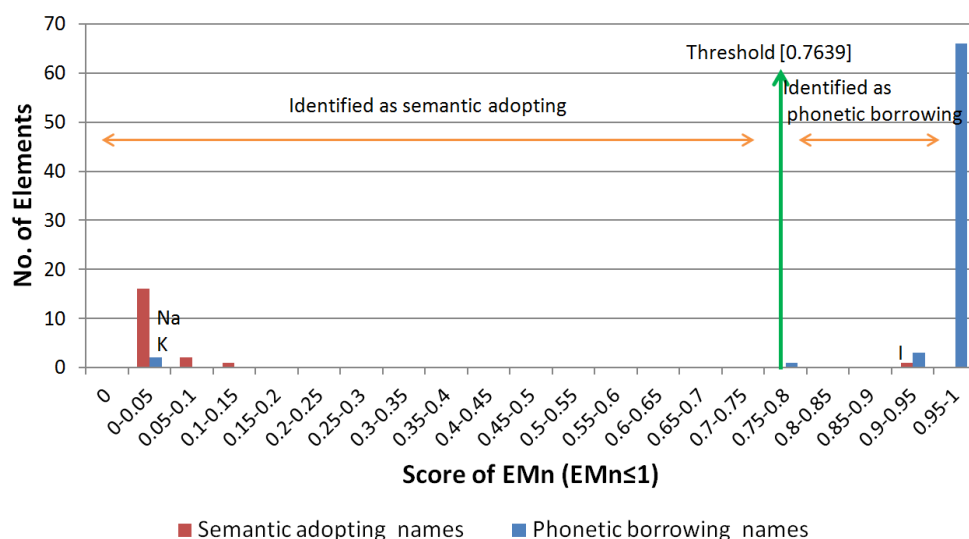 70
60
50
40
30
20
10
0
No. of Elements
Threshold [0.7639]
Identified as semantic adopting
Identified as
phonetic borrowing
Na
K
I
0
0-0.05
0.05-0.1
0.1-0.15
0.15-0.2
0.2-0.25
0.25-0.3
0.3-0.35
0.35-0.4
0.4-0.45
0.45-0.5
0.5-0.55
0.55-0.6
0.6-0.65
0.65-0.7
0.7-0.75
0.75-0.8
0.8-0.85
0.85-0.9
0.9-0.95
0.95-1
Score of EMn (EMn≤1)
Semantic adopting names
Phonetic borrowing names